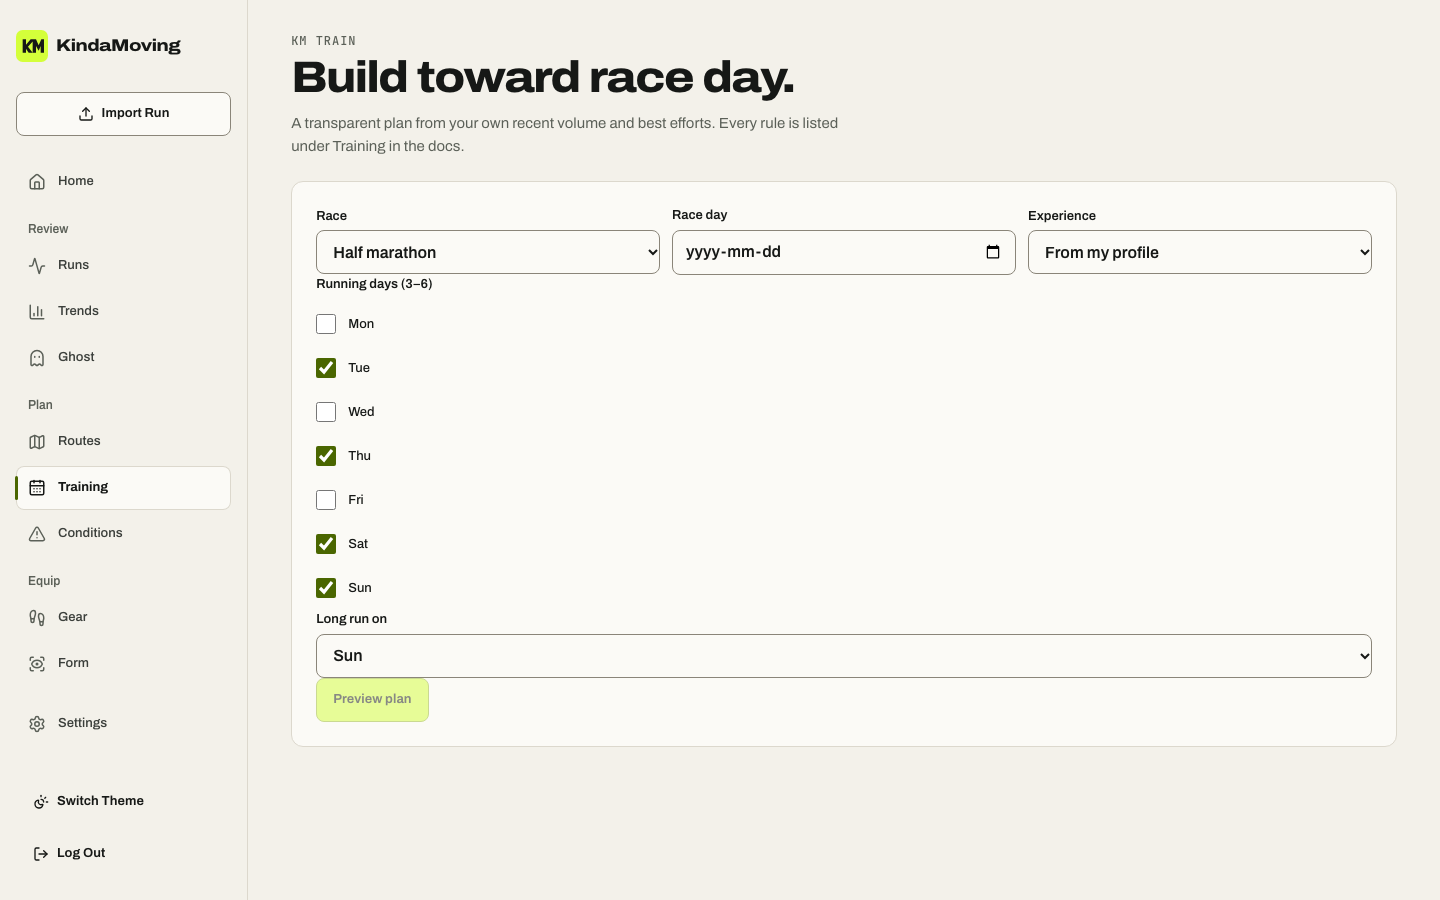 KM KindaMoving
Import Run
Home
Review
Runs
Trends
Ghost
Plan
Routes
Training
Conditions
Equip
Gear
Form
Settings
Switch Theme
Log Out
KM TRAIN
Build toward race day.
A transparent plan from your own recent volume and best efforts. Every rule is listed
under Training in the docs.
Race
Half marathon
Race day
yyyy-mm-dd
Experience
From my profile
Running days (3–6)
Mon
Tue
Wed
Thu
Fri
Sat
Sun
Long run on
Sun
Preview plan